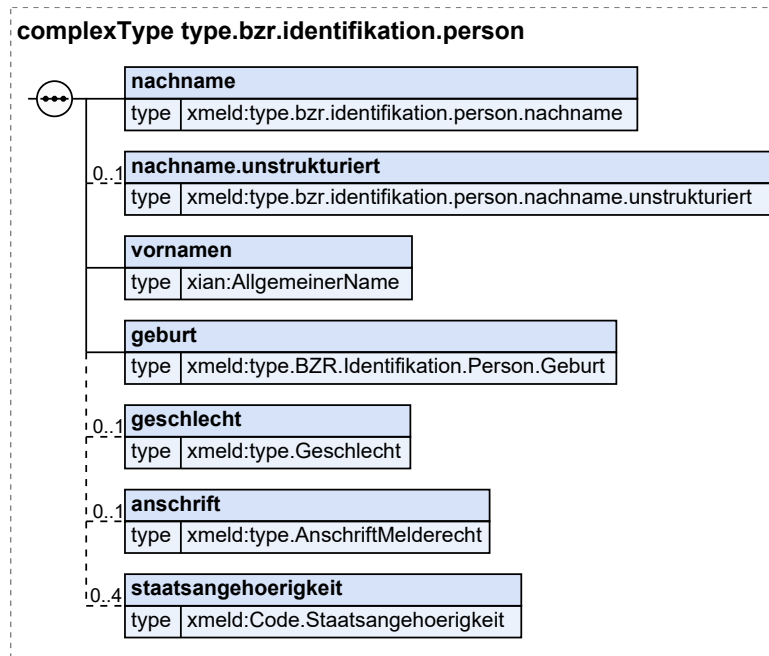 complexType type.bzr.identifikation.person
nachname
type xmeld:type.bzr.identifikation.person.nachname
0..1 nachname.unstrukturiert
type xmeld:type.bzr.identifikation.person.nachname.unstrukturiert
vornamen
type xian:AllgemeinerName
geburt
type xmeld:type.BZR.Identifikation.Person.Geburt
0..1 geschlecht
type xmeld:type.Geschlecht
0..1 anschrift
type xmeld:type.AnschriftMelderecht
0..4 staatsangehoerigkeit
type xmeld:Code.Staatsangehoerigkeit